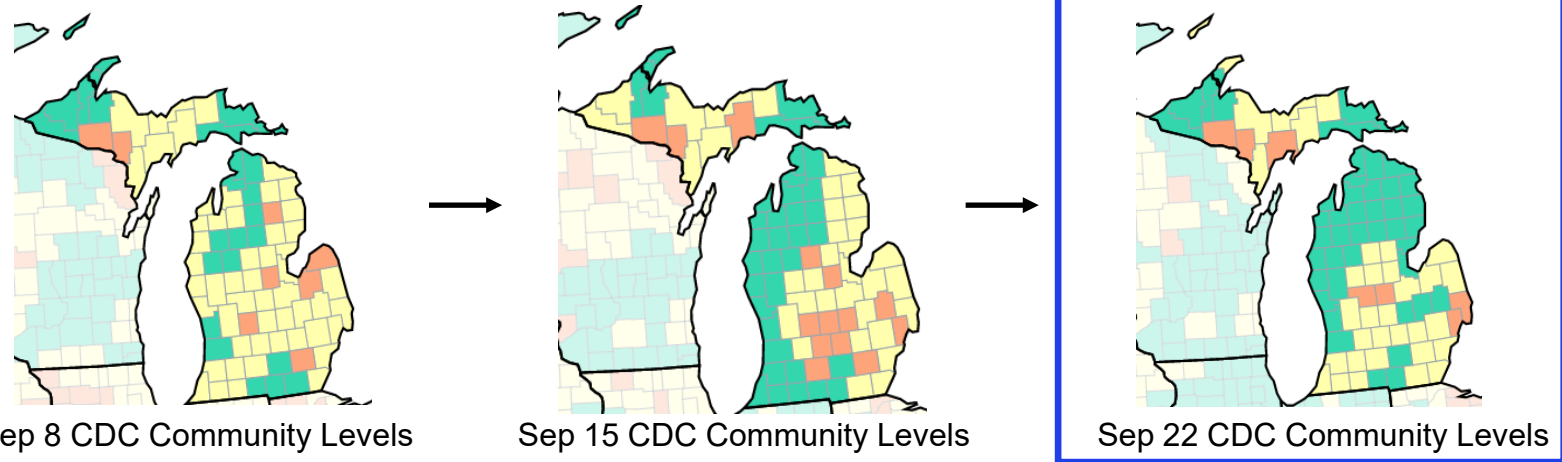 ep 8 CDC Community Levels
Sep 15 CDC Community Levels
Sep 22 CDC Community Levels